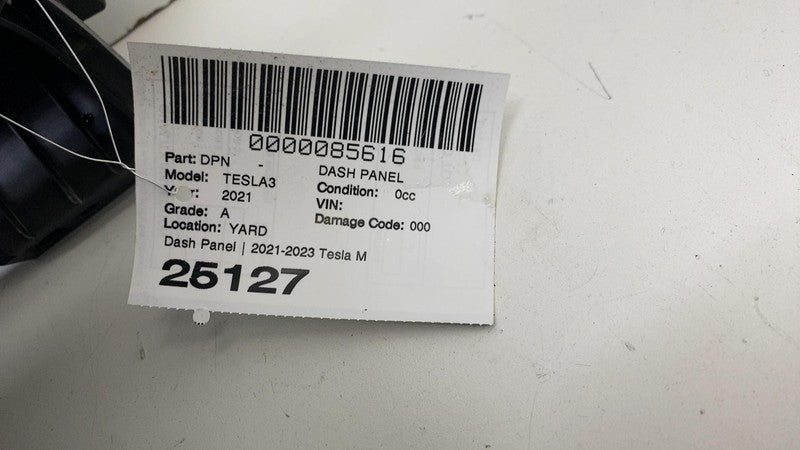 0000085616
Part: DPN - DASH PANEL
Model: TESLA3 Condition: 0cc
Year: 2021 VIN:
Grade: A Damage Code: 000
Location: YARD
Dash Panel | 2021-2023 Tesla M
25127